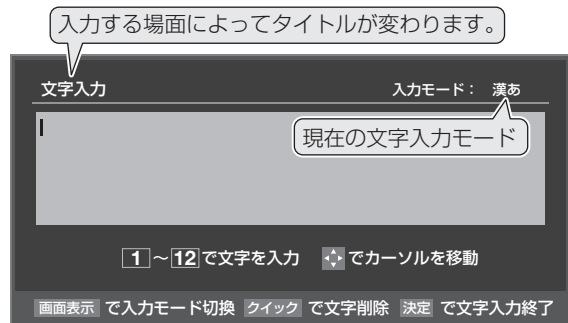 入力する場面によってタイトルが変わります。
文字入力 入力モード： 漢あ
現在の文字入力モード
1～12で文字を入力 でカーソルを移動
画面表示 で入力モード切換 クイック で文字削除 決定 で文字入力終了